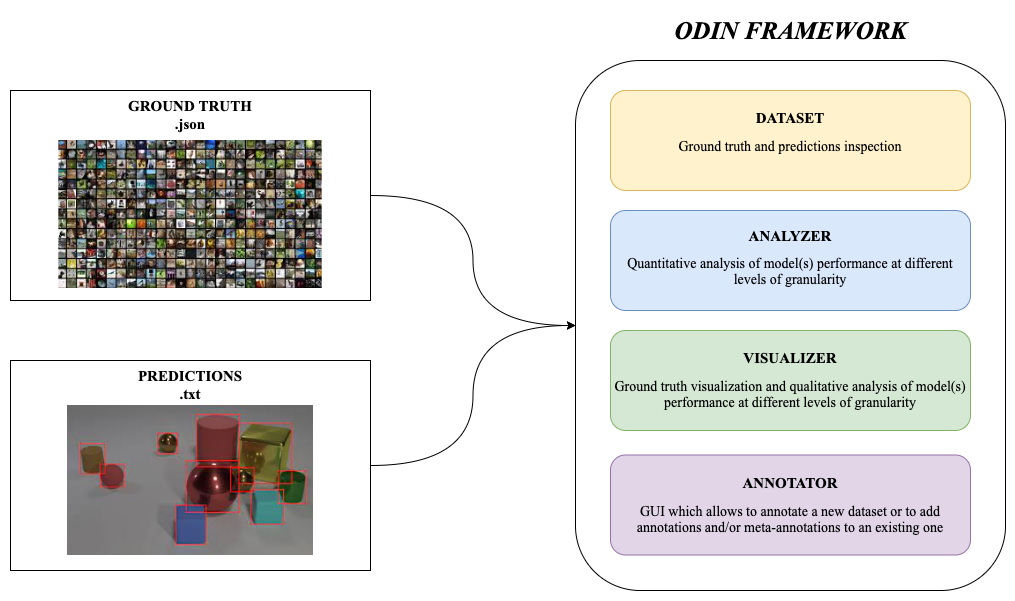 ODIN FRAMEWORK
GROUND TRUTH
.json
PREDICTIONS
.txt
DATASET
Ground truth and predictions inspection
ANALYZER
Quantitative analysis of model(s) performance at different
levels of granularity
VISUALIZER
Ground truth visualization and qualitative analysis of model(s)
performance at different levels of granularity
ANNOTATOR
GUI which allows to annotate a new dataset or to add
annotations and/or meta-annotations to an existing one